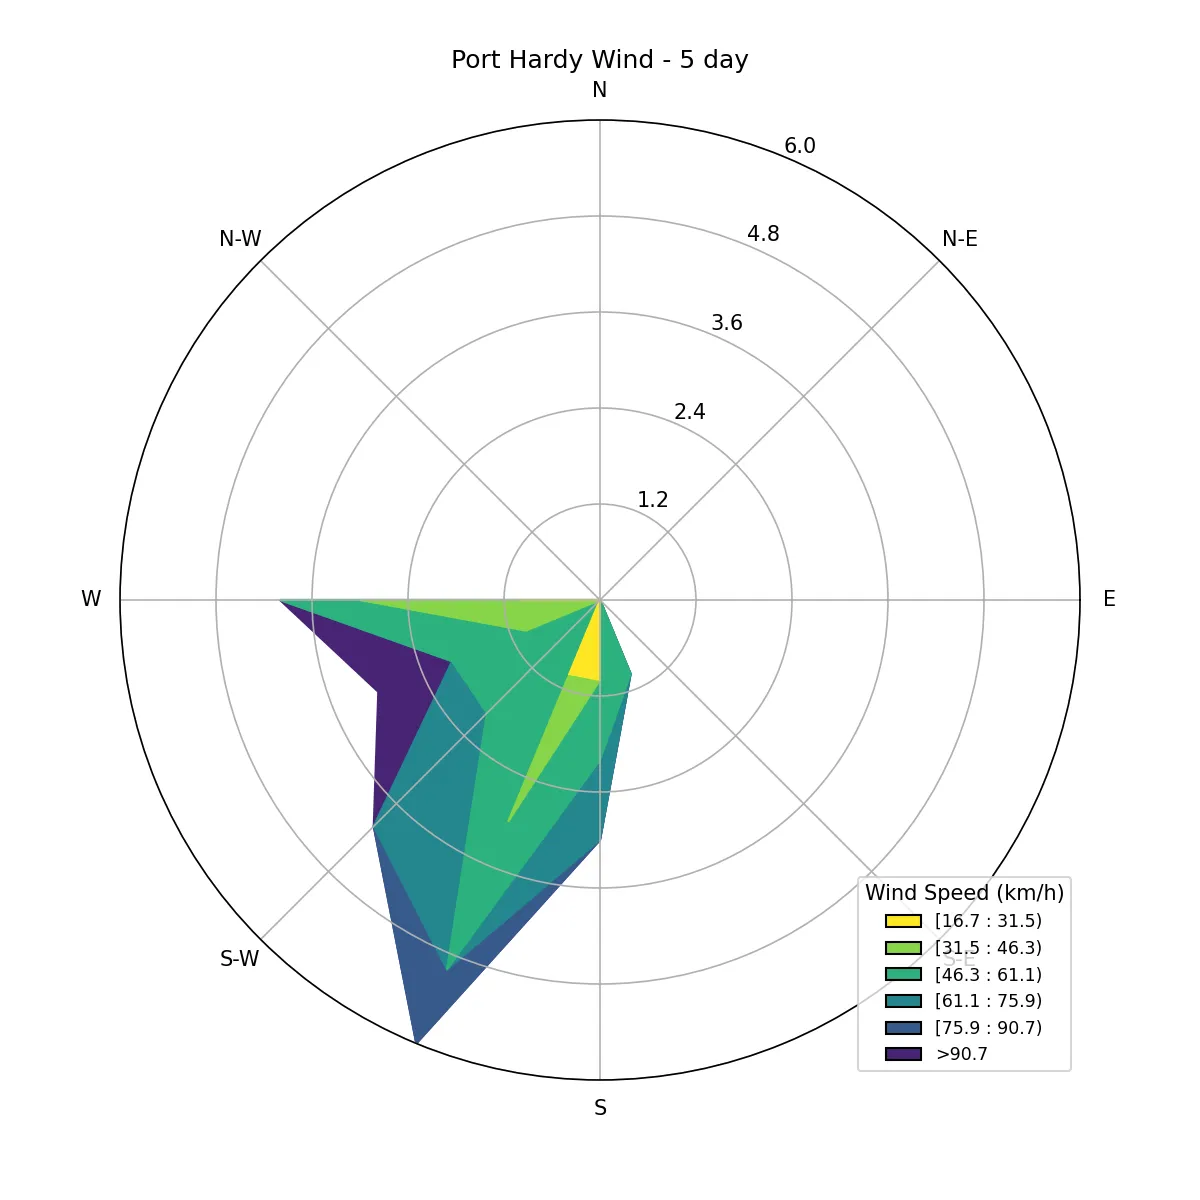 Port Hardy Wind - 5 day
N
6.0
N-W
N-E
4.8
3.6
2.4
1.2
W
E
S-W
S-E
S
Wind Speed (km/h)
[16.7 : 31.5)
[31.5 : 46.3)
[46.3 : 61.1)
[61.1 : 75.9)
[75.9 : 90.7)
>90.7